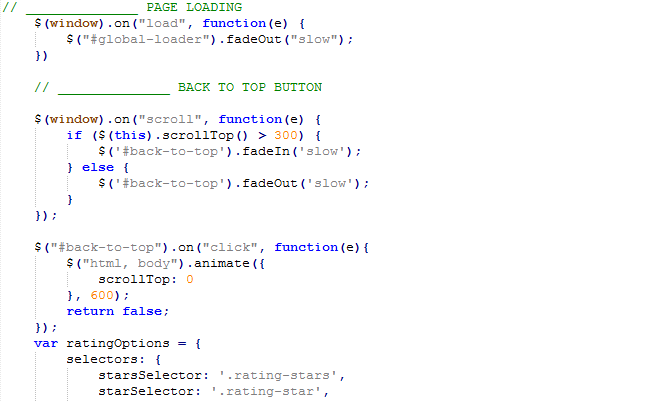 // ______________ PAGE LOADING
$(window).on("load", function(e) {
$("#global-loader").fadeOut("slow");
})
// ______________ BACK TO TOP BUTTON
$(window).on("scroll", function(e) {
if ($(this).scrollTop() > 300) {
$('#back-to-top').fadeIn('slow');
} else {
$('#back-to-top').fadeOut('slow');
}
});
$("#back-to-top").on("click", function(e){
$("html, body").animate({
scrollTop: 0
}, 600);
return false;
});
var ratingOptions = {
selectors: {
starsSelector: '.rating-stars',
starSelector: '.rating-star',